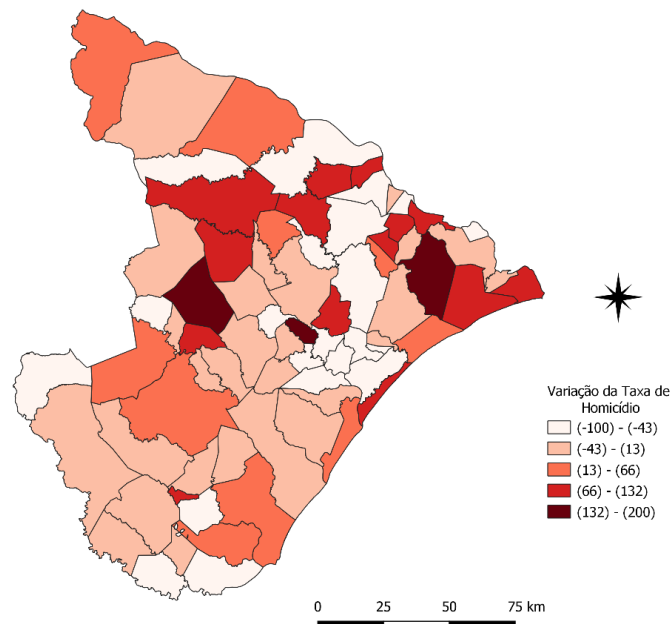 Variação da Taxa de
Homicídio
(-100) - (-43)
(-43) - (13)
(13) - (66)
(66) - (132)
(132) - (200)
0 25 50 75 km